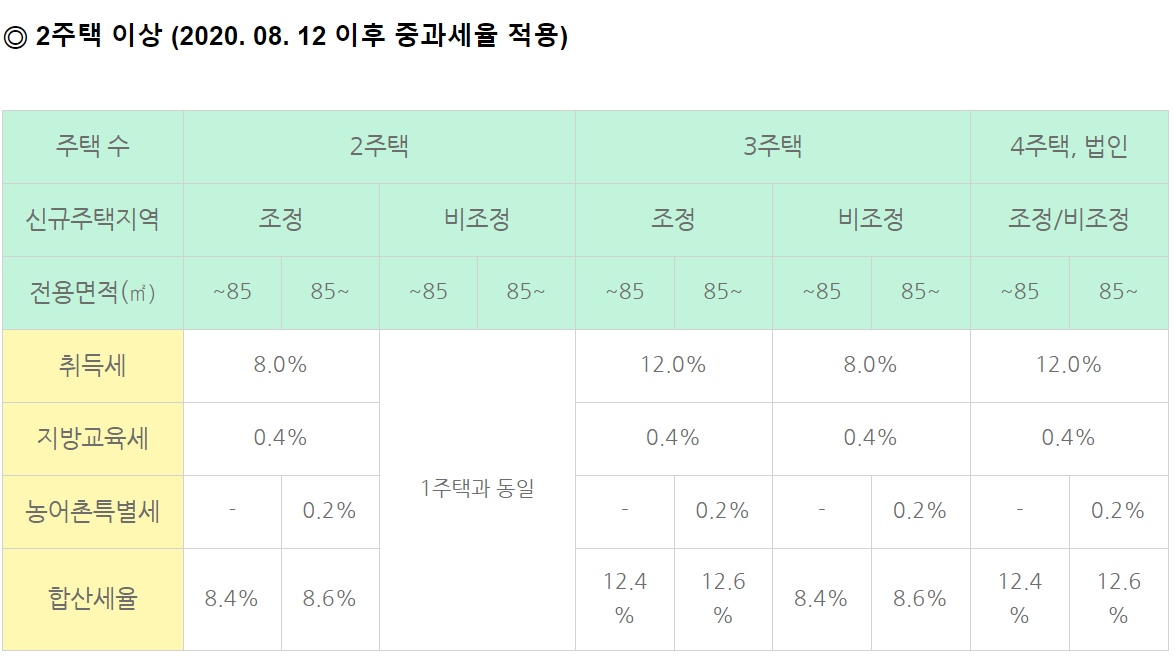 ◎ 2주택 이상 (2020. 08. 12 이후 중과세율 적용)
주택 수 2주택 3주택 4주택, 법인
신규주택지역 조정 비조정 조정 비조정 조정/비조정
전용면적(㎡) ~85 85~ ~85 85~ ~85 85~ ~85 85~ ~85 85~
취득세 8.0% 12.0% 8.0% 12.0%
지방교육세 0.4% 0.4% 0.4% 0.4%
1주택과 동일
농어촌특별세 - 0.2% - 0.2% - 0.2% - 0.2%
합산세율 8.4% 8.6% 12.4% 12.6% 8.4% 8.6% 12.4% 12.6%